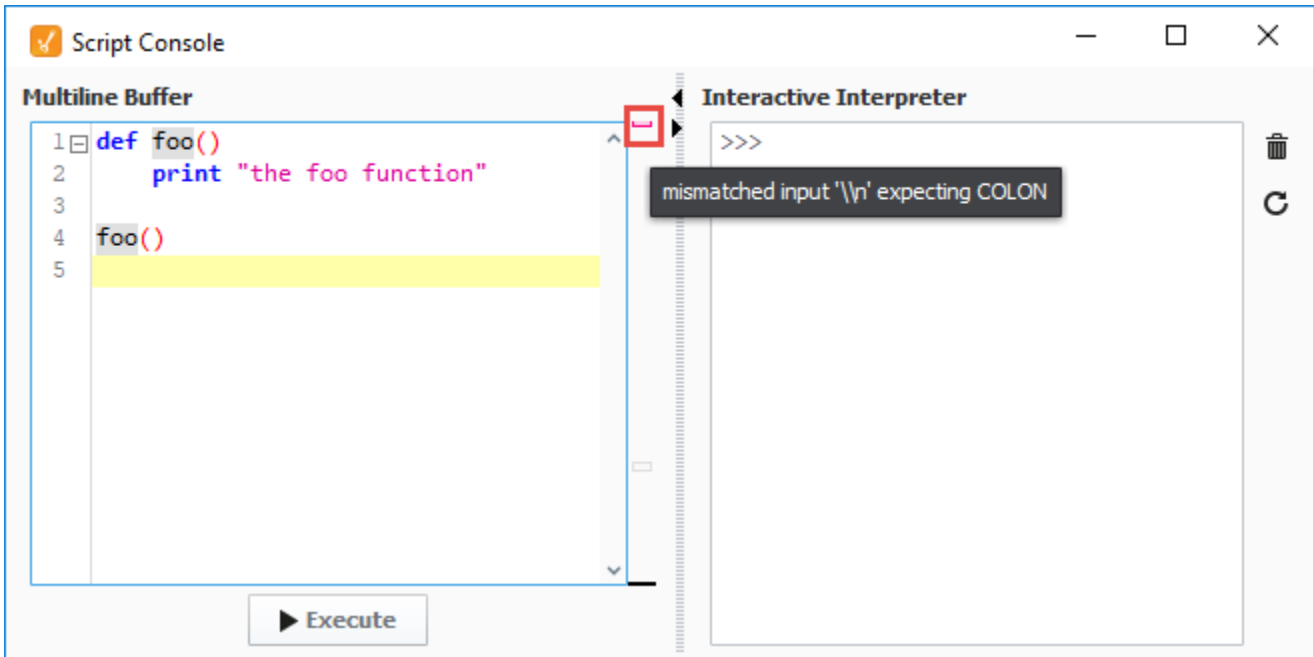 Script Console
Multiline Buffer
1 def foo()
2     print "the foo function"
3
4 foo()
5
Execute
Interactive Interpreter
>>>
mismatched input '\\n' expecting COLON